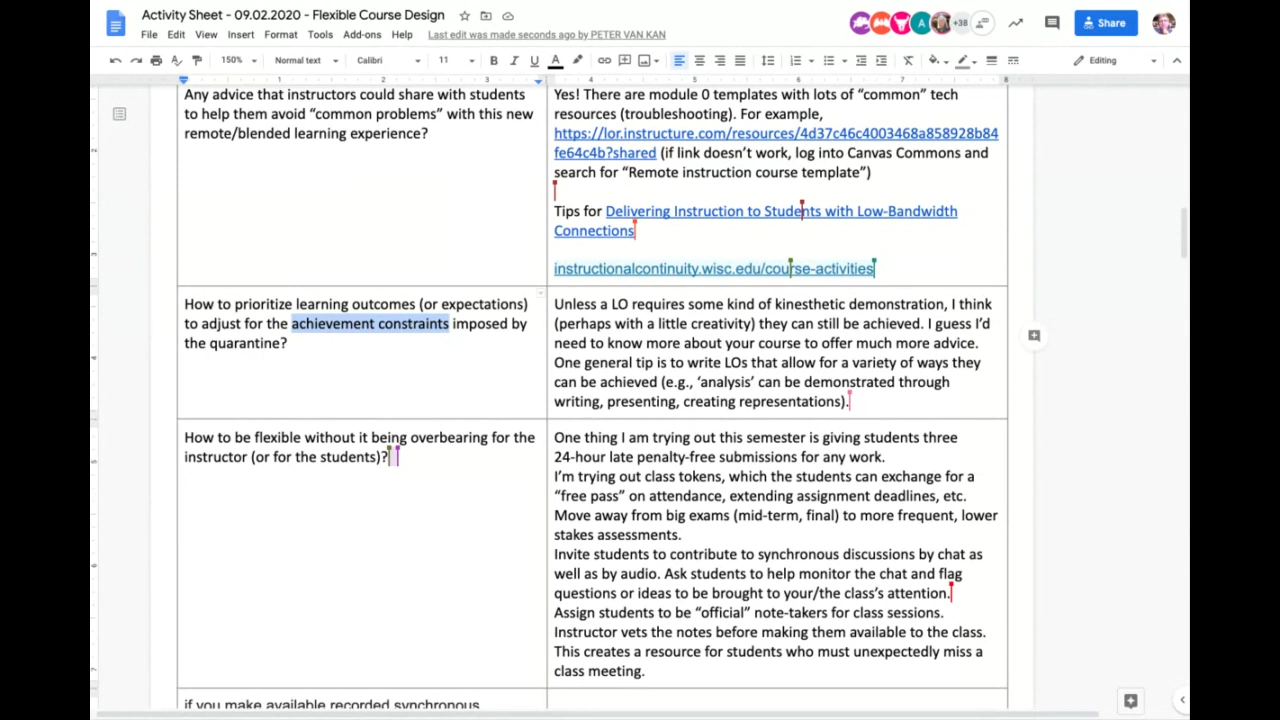 Activity Sheet - 09.02.2020 - Flexible Course Design
File Edit View Insert Format Tools Add-ons Help Last edit was made seconds ago by PETER VAN KAN
A +38 Share
150% Normal text Calibri 11 B I U A Editing
1 2 3 4 5 6 7 8
Any advice that instructors could share with students
to help them avoid “common problems” with this new
remote/blended learning experience?
Yes! There are module 0 templates with lots of “common” tech
resources (troubleshooting). For example,
https://lor.instructure.com/resources/4d37c46c4003468a858928b84
fe64c4b?shared (if link doesn’t work, log into Canvas Commons and
search for “Remote instruction course template”)
Tips for Delivering Instruction to Students with Low-Bandwidth
Connections
instructionalcontinuity.wisc.edu/course-activities
How to prioritize learning outcomes (or expectations)
to adjust for the achievement constraints imposed by
the quarantine?
Unless a LO requires some kind of kinesthetic demonstration, I think
(perhaps with a little creativity) they can still be achieved. I guess I’d
need to know more about your course to offer much more advice.
One general tip is to write LOs that allow for a variety of ways they
can be achieved (e.g., ‘analysis’ can be demonstrated through
writing, presenting, creating representations).
How to be flexible without it being overbearing for the
instructor (or for the students)?
One thing I am trying out this semester is giving students three
24-hour late penalty-free submissions for any work.
I’m trying out class tokens, which the students can exchange for a
“free pass” on attendance, extending assignment deadlines, etc.
Move away from big exams (mid-term, final) to more frequent, lower
stakes assessments.
Invite students to contribute to synchronous discussions by chat as
well as by audio. Ask students to help monitor the chat and flag
questions or ideas to be brought to your/the class’s attention.
Assign students to be “official” note-takers for class sessions.
Instructor vets the notes before making them available to the class.
This creates a resource for students who must unexpectedly miss a
class meeting.
if you make available recorded synchronous